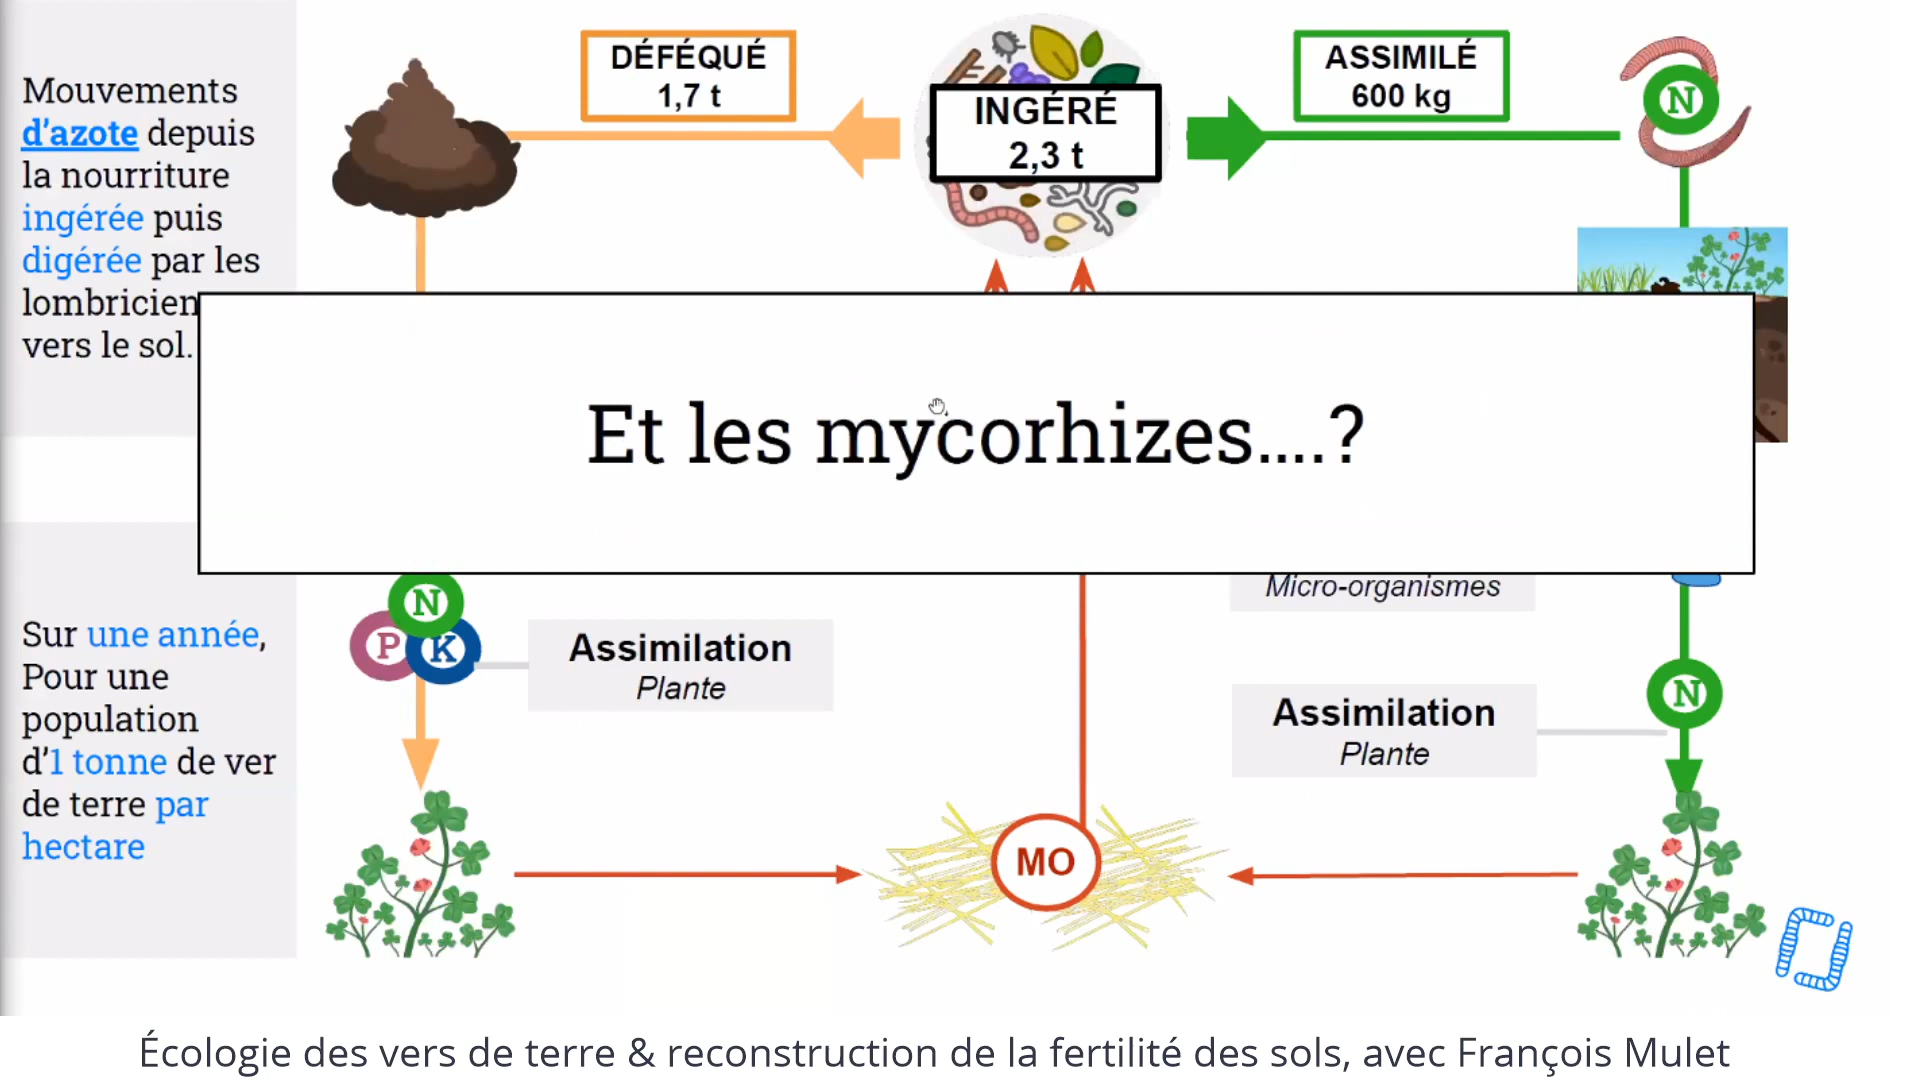 Mouvements
d'azote depuis
la nourriture
ingérée puis
digérée par les
lombricien
vers le sol.
DÉFÉQUÉ
1,7 t
INGÉRÉ
2,3 t
ASSIMILÉ
600 kg
N
Et les mycorhizes....?
Micro-organismes
Sur une année,
Pour une
population
d'1 tonne de ver
de terre par
hectare
N
P
K
Assimilation
Plante
N
Assimilation
Plante
MO
Écologie des vers de terre & reconstruction de la fertilité des sols, avec François Mulet